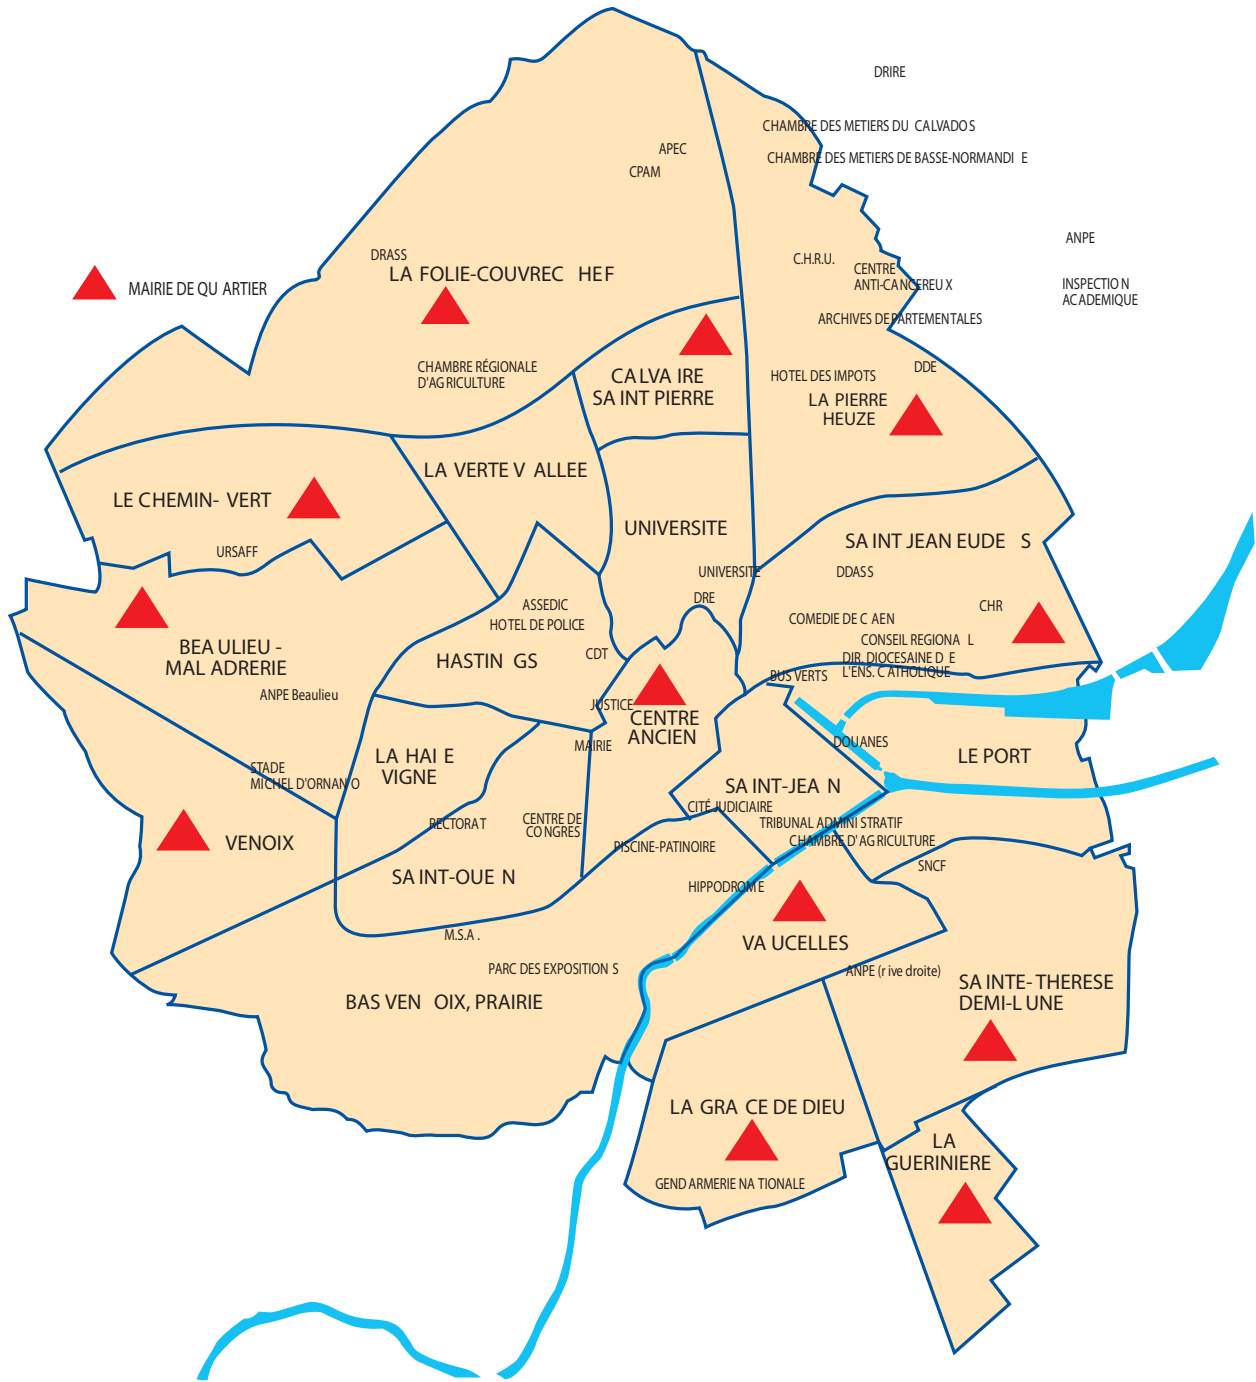 DRIRE
CHAMBRE DES METIERS DU CALVADOS
APEC
CHAMBRE DES METIERS DE BASSE-NORMANDIE
CPAM
ANPE
DRASS
C.H.R.U.
LA FOLIE-COUVRECHEF
CENTRE
ANTI-CANCEREUX
INSPECTION
ACADEMIQUE
MAIRIE DE QUARTIER
ARCHIVES DEPARTEMENTALES
CHAMBRE RÉGIONALE
D'AGRICULTURE
CALVAIRE
SAINT PIERRE
HOTEL DES IMPOTS
DDE
LA PIERRE
HEUZE
LA VERTE VALLEE
LE CHEMIN-VERT
UNIVERSITE
SAINT JEAN EUDES
URSAFF
UNIVERSITE
DDASS
DRE
ASSEDIC
HOTEL DE POLICE
CHR
COMEDIE DE CAEN
CONSEIL REGIONAL
BEAULIEU -
MALADRERIE
HASTINGS
CDT
DIR. DIOCESAINE DE
L'ENS. CATHOLIQUE
BUS VERTS
ANPE Beaulieu
JUSTICE
CENTRE
ANCIEN
MAIRIE
DOUANES
LA HAIE
VIGNE
LE PORT
STADE
MICHEL D'ORNANO
SAINT-JEAN
CITÉ JUDICIAIRE
RECTORAT
CENTRE DE
CONGRES
TRIBUNAL ADMINISTRATIF
CHAMBRE D'AGRICULTURE
VENOIX
PISCINE-PATINOIRE
SNCF
SAINT-OUEN
HIPPODROME
M.S.A.
VAUCELLES
PARC DES EXPOSITIONS
ANPE (rive droite)
BAS VENOIX, PRAIRIE
SAINTE-THERESE
DEMI-LUNE
LA GRACE DE DIEU
LA
GUERINIERE
GENDARMERIE NATIONALE